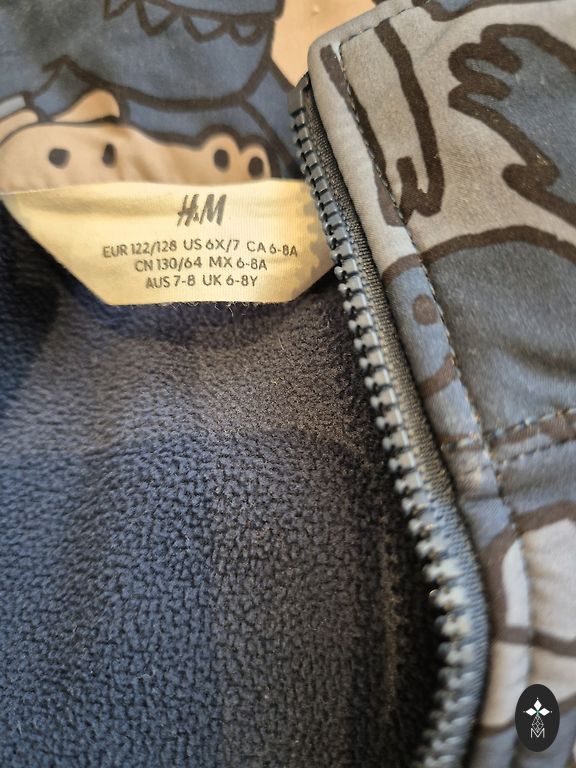 H&M
EUR 122/128 US 6X/7 CA 6-8A
CN 130/64 MX 6-8A
AUS 7-8 UK 6-8Y
M